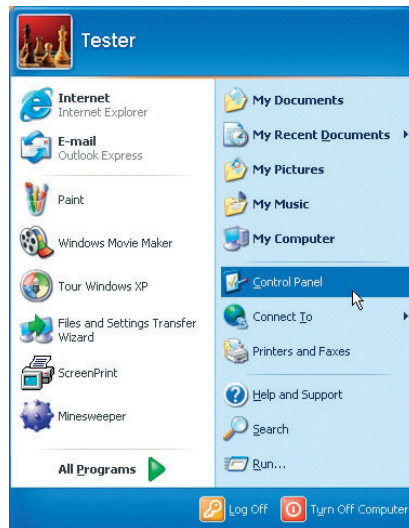 Tester
Internet
Internet Explorer
E-mail
Outlook Express
Paint
Windows Movie Maker
Tour Windows XP
Files and Settings Transfer
Wizard
ScreenPrint
Minesweeper
All Programs
My Documents
My Recent Documents
My Pictures
My Music
My Computer
Control Panel
Connect To
Printers and Faxes
Help and Support
Search
Run...
Log Off
Turn Off Computer